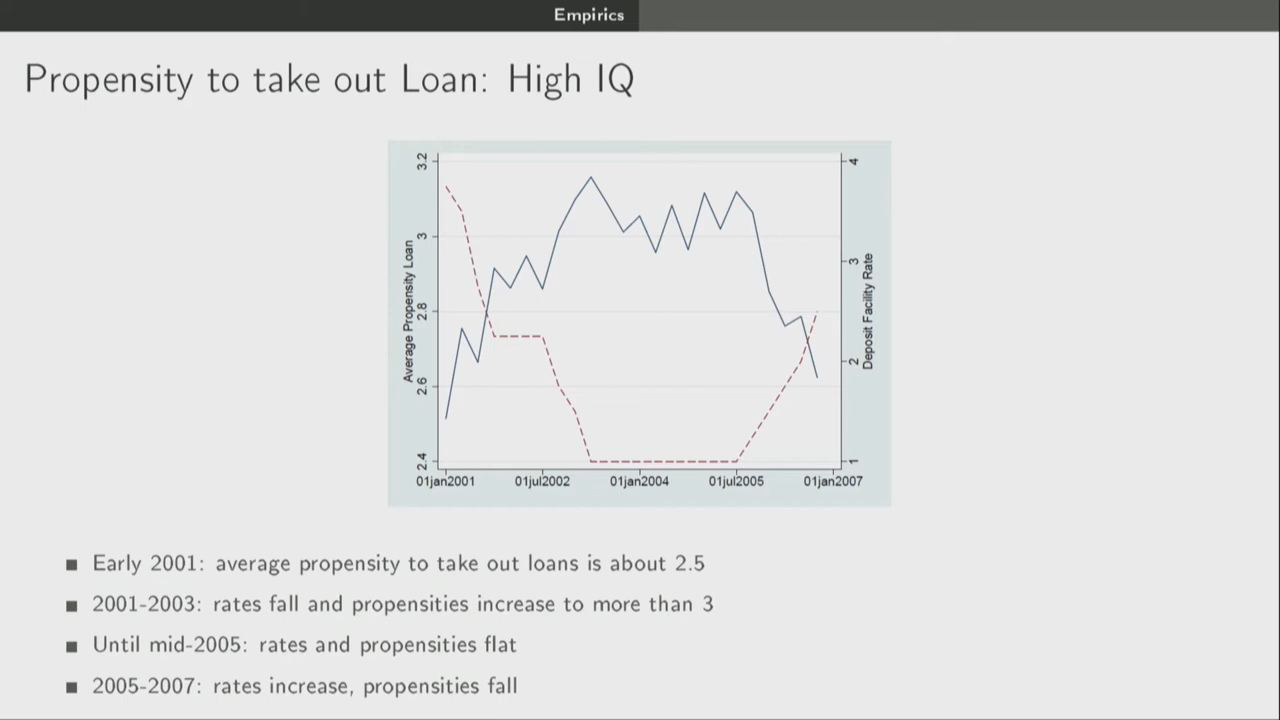 Empirics
Propensity to take out Loan: High IQ
3.2
3
2.8
2.6
2.4
Average Propensity Loan
4
3
2
1
Deposit Facility Rate
01jan2001 01jul2002 01jan2004 01jul2005 01jan2007
Early 2001: average propensity to take out loans is about 2.5
2001-2003: rates fall and propensities increase to more than 3
Until mid-2005: rates and propensities flat
2005-2007: rates increase, propensities fall